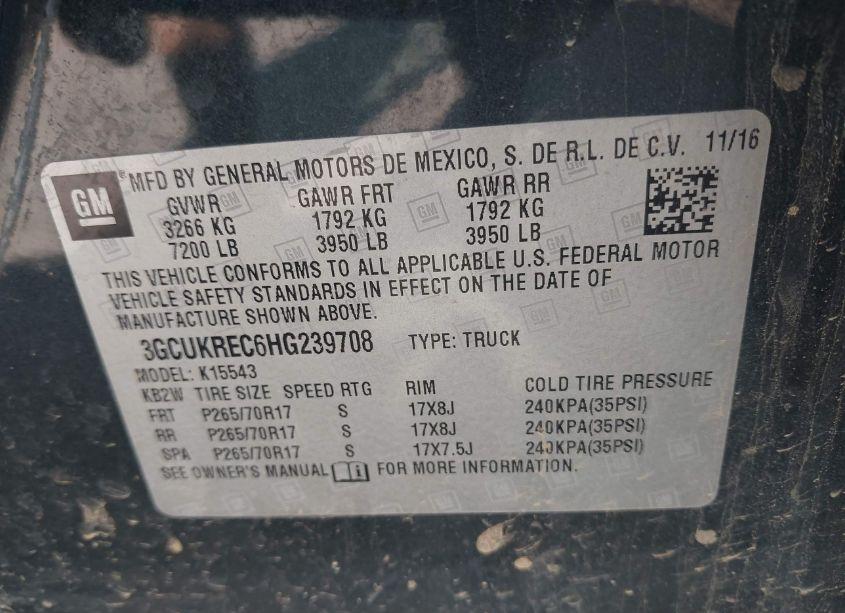 GM ® MFD BY GENERAL MOTORS DE MEXICO, S. DE R.L. DE C.V. 11/16
GVWR GAWR FRT GAWR RR
3266 KG 1792 KG 1792 KG
7200 LB 3950 LB 3950 LB
THIS VEHICLE CONFORMS TO ALL APPLICABLE U.S. FEDERAL MOTOR
VEHICLE SAFETY STANDARDS IN EFFECT ON THE DATE OF
MANUFACTURE SHOWN ABOVE.
3GCUKREC6HG239708 TYPE: TRUCK
MODEL: K15543
KB2W TIRE SIZE SPEED RTG RIM COLD TIRE PRESSURE
FRT P265/70R17 S 17X8J 240KPA(35PSI)
RR P265/70R17 S 17X8J 240KPA(35PSI)
SPA P265/70R17 S 17X7.5J 240KPA(35PSI)
SEE OWNER'S MANUAL FOR MORE INFORMATION.